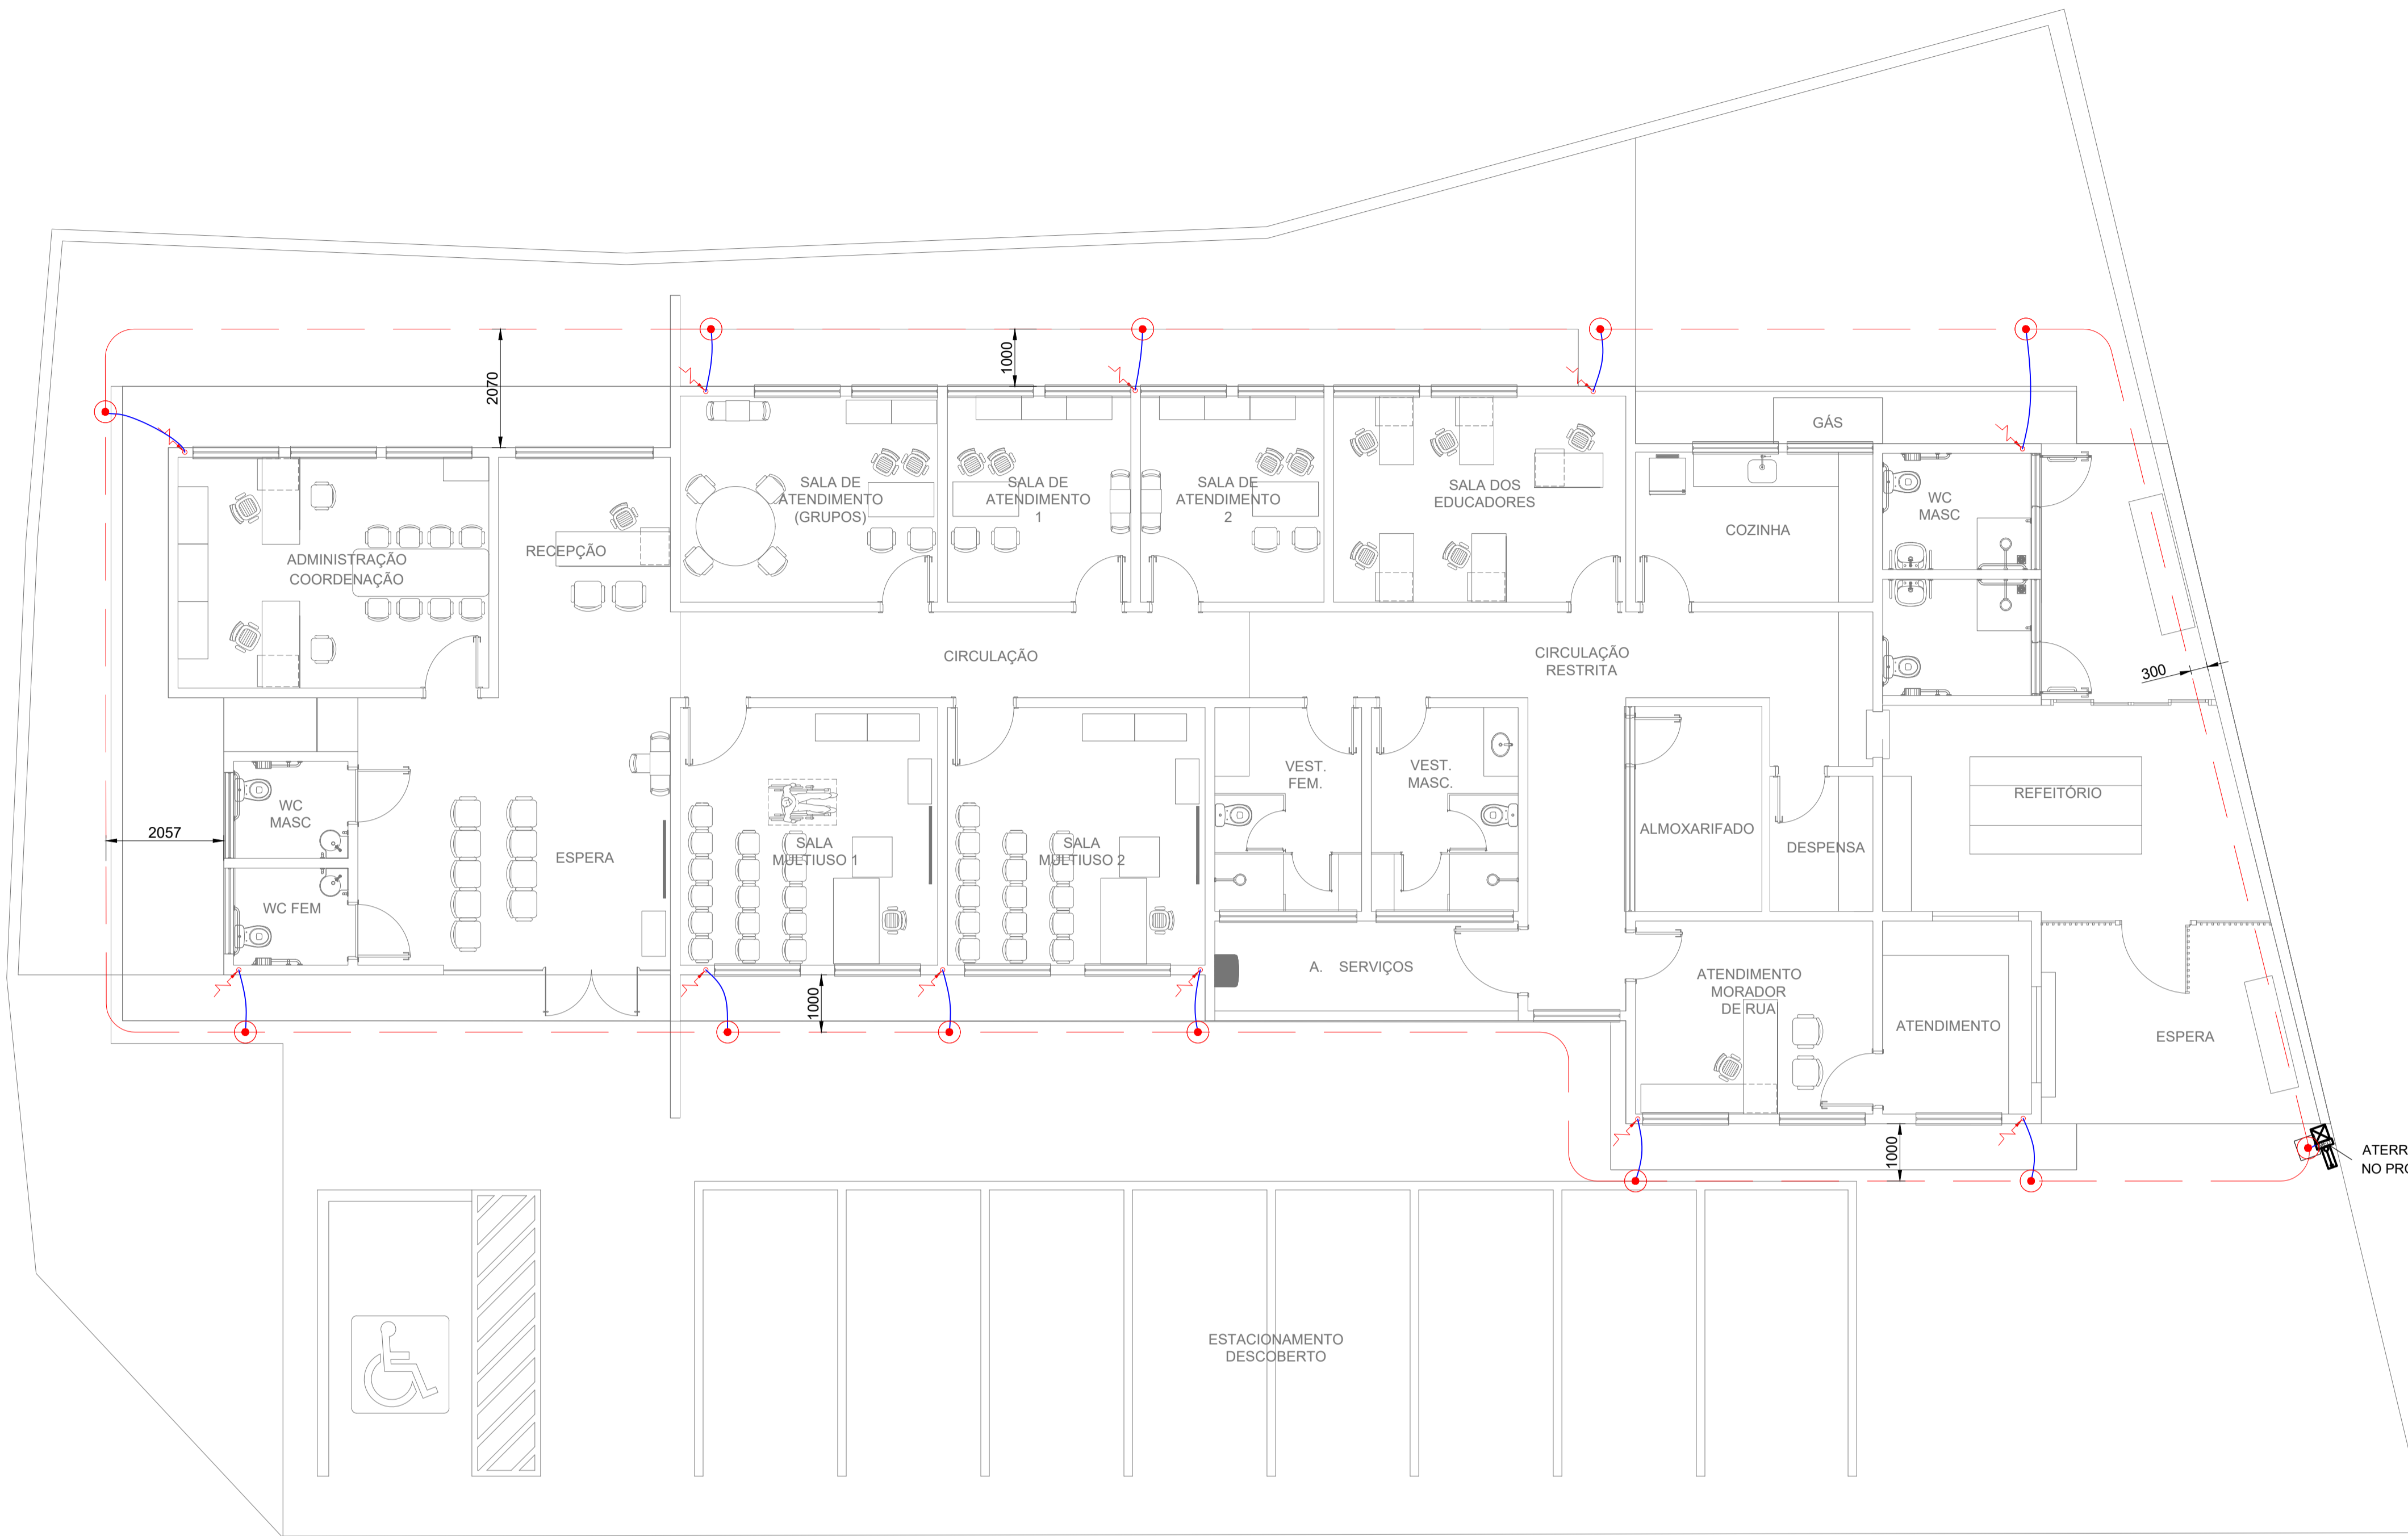 2070
1000
GÁS
SALA DE
ATENDIMENTO
(GRUPOS)
SALA DE
ATENDIMENTO
1
SALA DE
ATENDIMENTO
2
SALA DOS
EDUCADORES
COZINHA
WC
MASC
ADMINISTRAÇÃO
COORDENAÇÃO
RECEPÇÃO
CIRCULAÇÃO
CIRCULAÇÃO
RESTRITA
300
WC
MASC
2057
WC FEM
ESPERA
SALA
MULTIUSO 1
SALA
MULTIUSO 2
VEST.
FEM.
VEST.
MASC.
ALMOXARIFADO
DESPENSA
REFEITÓRIO
1000
A. SERVIÇOS
ATENDIMENTO
MORADOR
DE RUA
ATENDIMENTO
ESPERA
1000
ATERR
NO PRO
ESTACIONAMENTO
DESCOBERTO